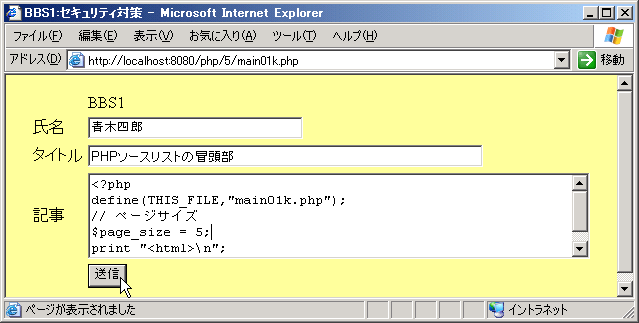 BBS1:セキュリティ対策 - Microsoft Internet Explorer
ファイル(F) 編集(E) 表示(V) お気に入り(A) ツール(T) ヘルプ(H)
アドレス(D) http://localhost:8080/php/5/main01k.php 移動
BBS1
氏名 青木四郎
タイトル PHPソースリストの冒頭部
記事
<?php
define(THIS_FILE,"main01k.php");
// ページサイズ
$page_size = 5;
print "<html>\n";
送信
ページが表示されました イントラネット